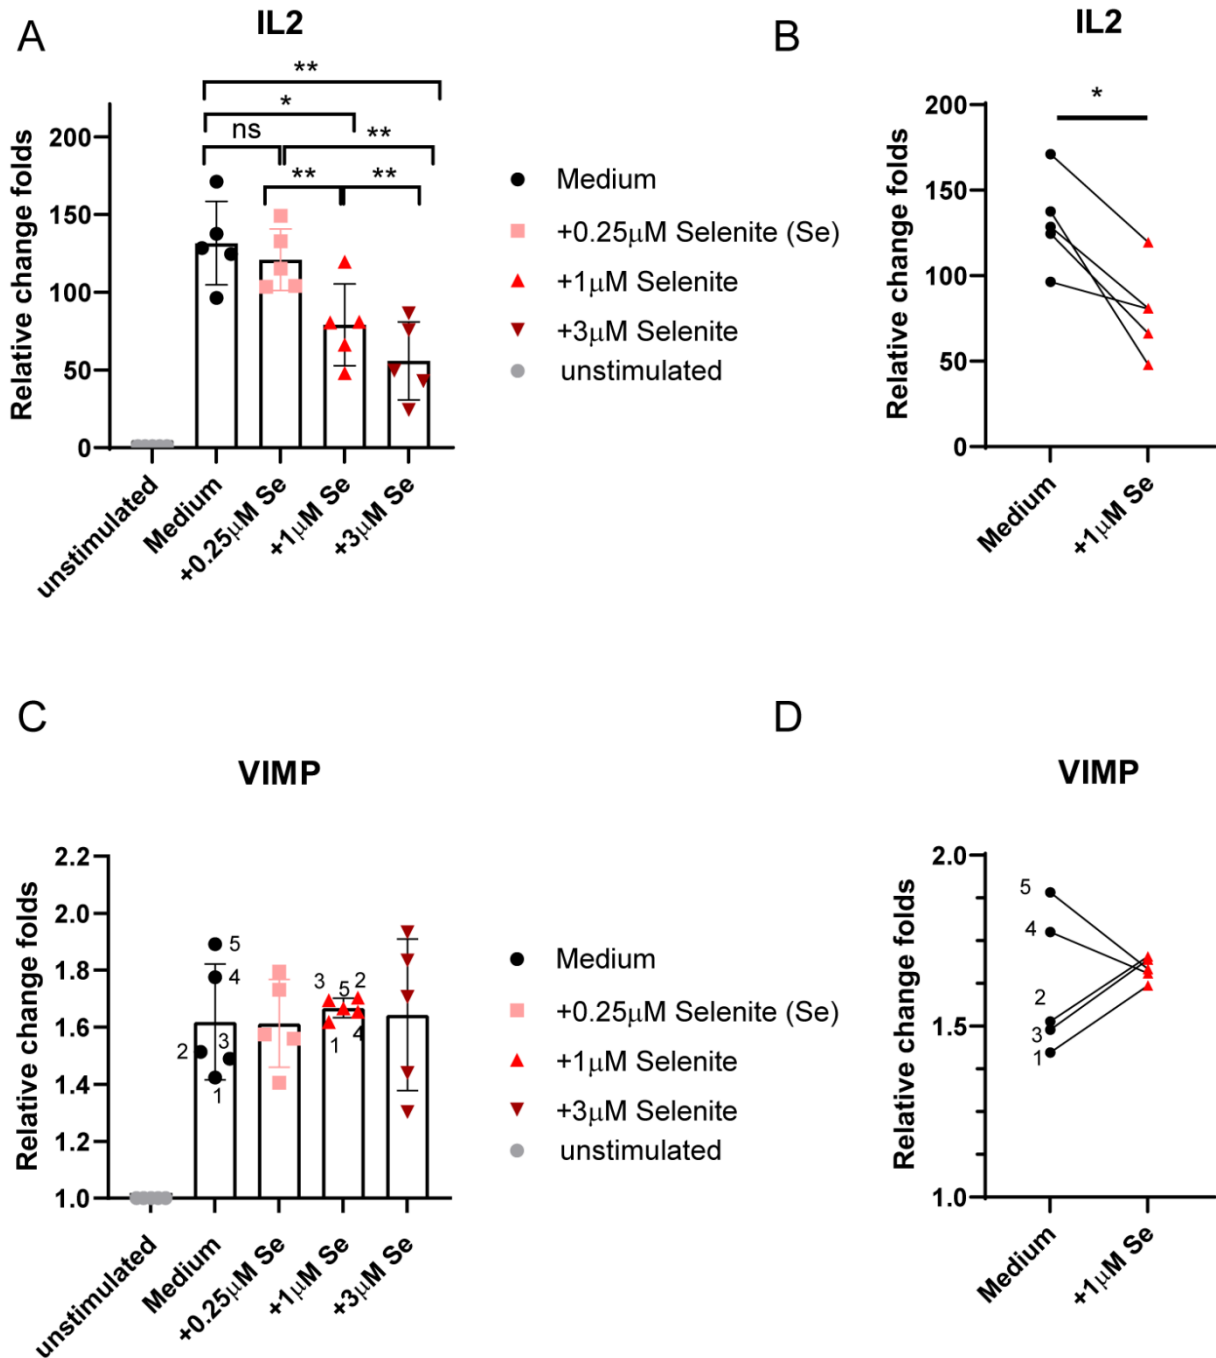 A
IL2
**
*
ns
**
**
**
Relative change folds
200
150
100
50
0
unstimulated
Medium
+0.25μM Se
+1μM Se
+3μM Se
Medium
+0.25μM Selenite (Se)
+1μM Selenite
+3μM Selenite
unstimulated
B
IL2
*
Relative change folds
200
150
100
50
0
Medium
+1μM Se
C
VIMP
Relative change folds
2.2
2.0
1.8
1.6
1.4
1.2
1.0
5
4
3
2
1
3
5
2
4
1
unstimulated
Medium
+0.25μM Se
+1μM Se
+3μM Se
Medium
+0.25μM Selenite (Se)
+1μM Selenite
+3μM Selenite
unstimulated
D
VIMP
Relative change folds
2.0
1.5
1.0
5
4
2
3
1
Medium
+1μM Se